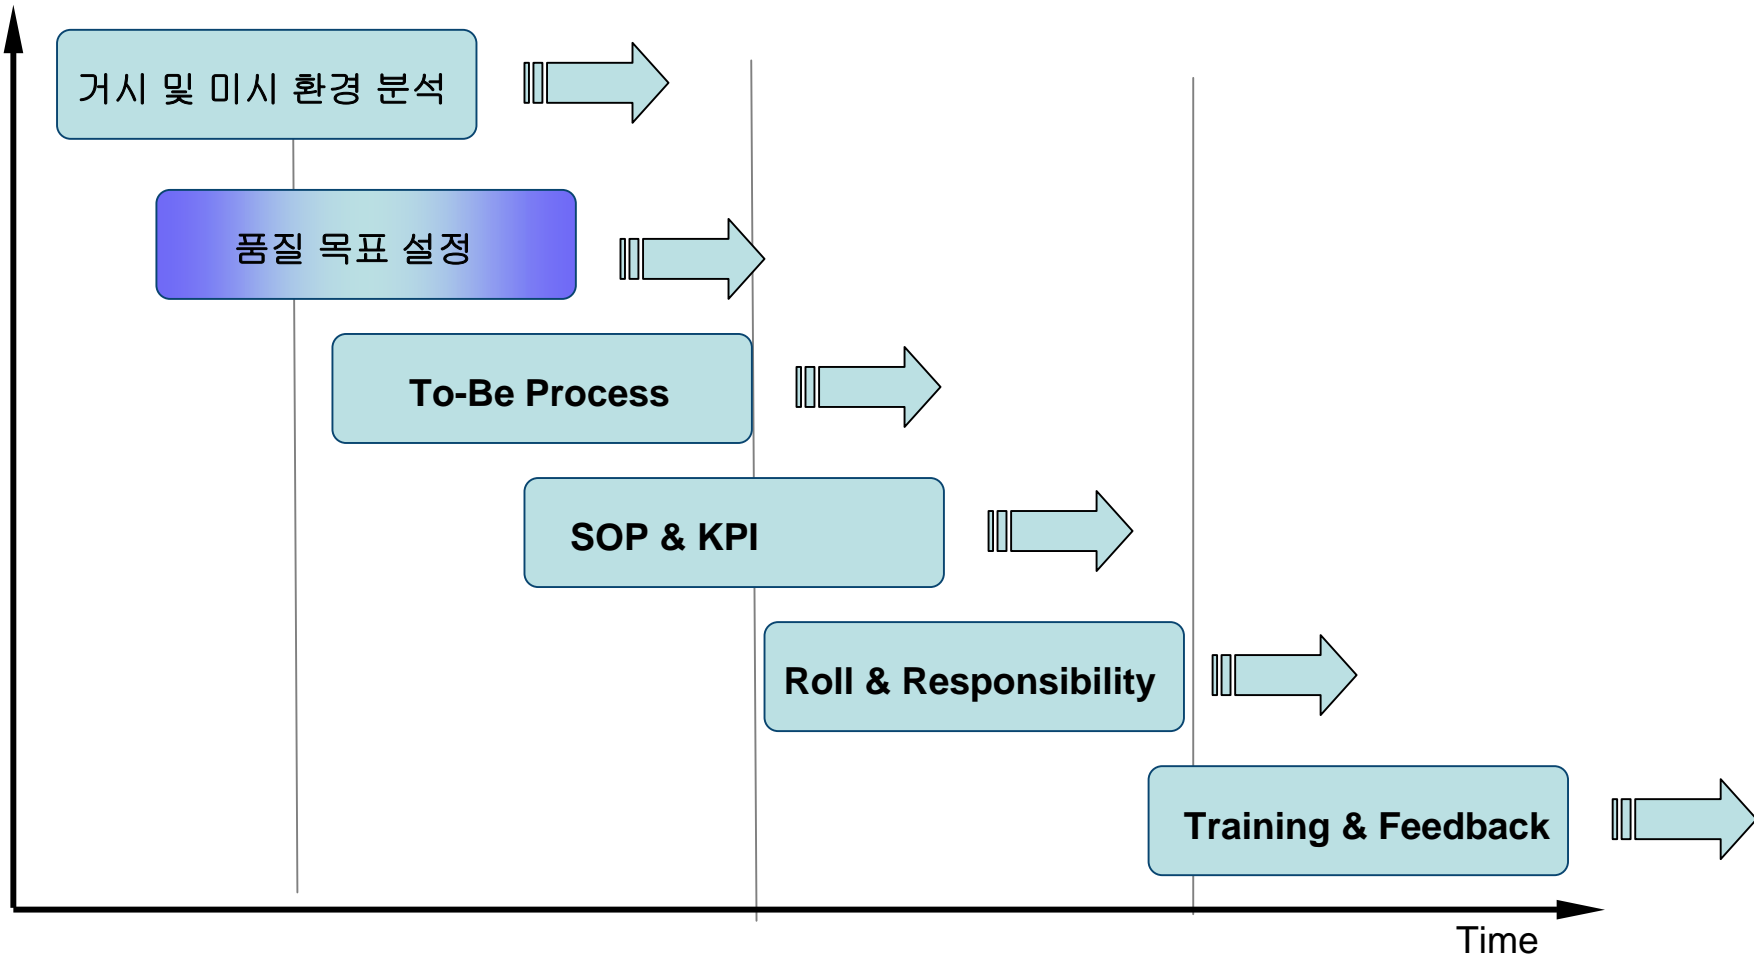 거시 및 미시 환경 분석
품질 목표 설정
To-Be Process
SOP & KPI
Roll & Responsibility
Training & Feedback
Time